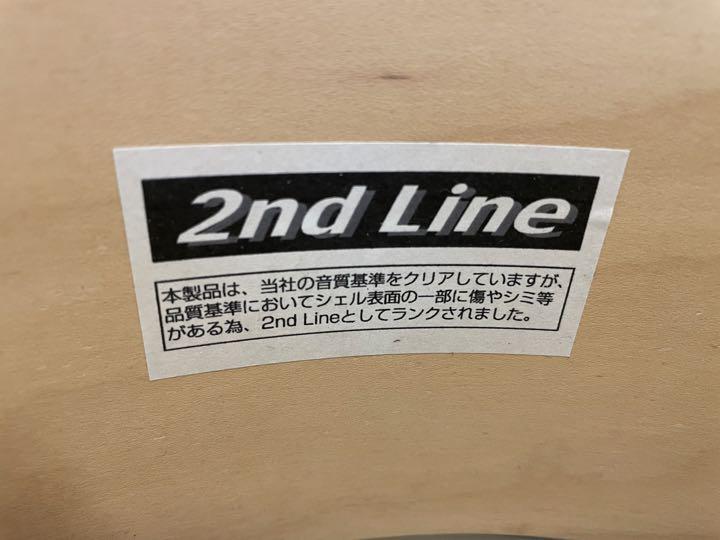 2nd Line
本製品は、当社の音質基準をクリアしていますが、
品質基準においてシェル表面の一部に傷やシミ等
がある為、2nd Lineとしてランクされました。